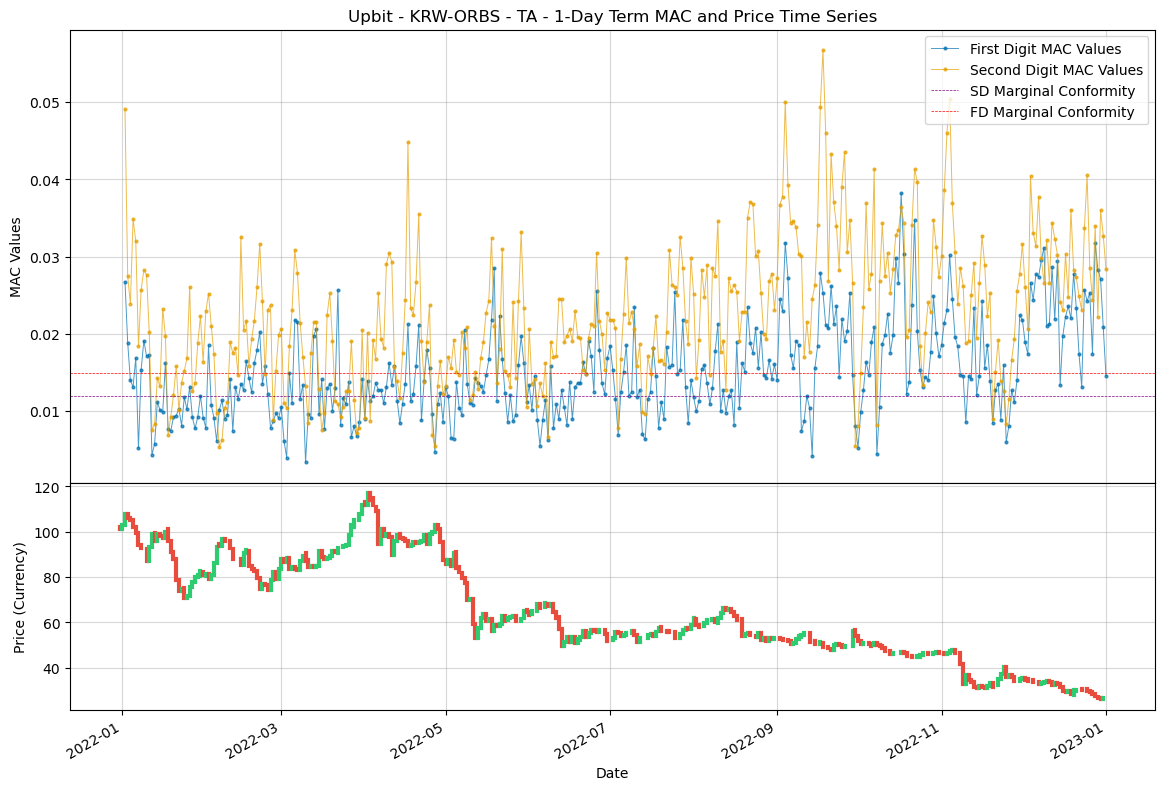 Upbit - KRW-ORBS - TA - 1-Day Term MAC and Price Time Series
First Digit MAC Values
Second Digit MAC Values
SD Marginal Conformity
FD Marginal Conformity
MAC Values
0.05
0.04
0.03
0.02
0.01
Price (Currency)
120
100
80
60
40
2022-01
2022-03
2022-05
2022-07
2022-09
2022-11
2023-01
Date